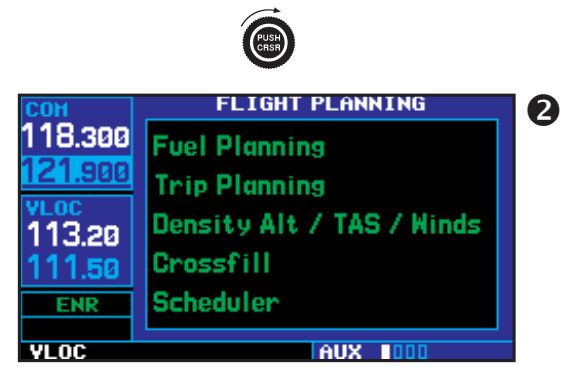 PUSH
CRSR
COM
118.300
121.900
VLOC
113.20
111.50
ENR
VLOC
FLIGHT PLANNING
Fuel Planning
Trip Planning
Density Alt / TAS / Winds
Crossfill
Scheduler
AUX
2